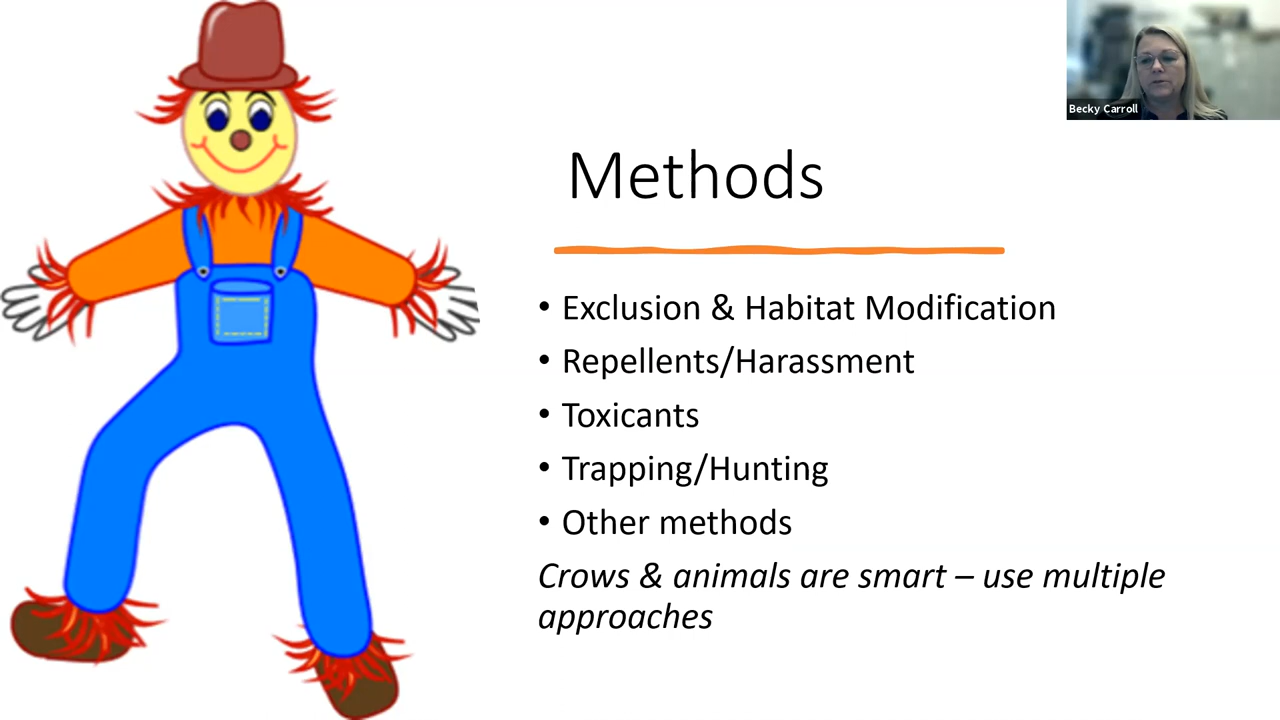 Becky Carroll
Methods
• Exclusion & Habitat Modification
• Repellents/Harassment
• Toxicants
• Trapping/Hunting
• Other methods
Crows & animals are smart – use multiple
approaches